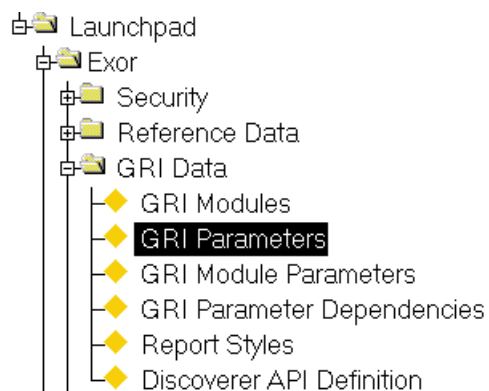 Launchpad
Exor
Security
Reference Data
GRI Data
GRI Modules
GRI Parameters
GRI Module Parameters
GRI Parameter Dependencies
Report Styles
Discoverer API Definition